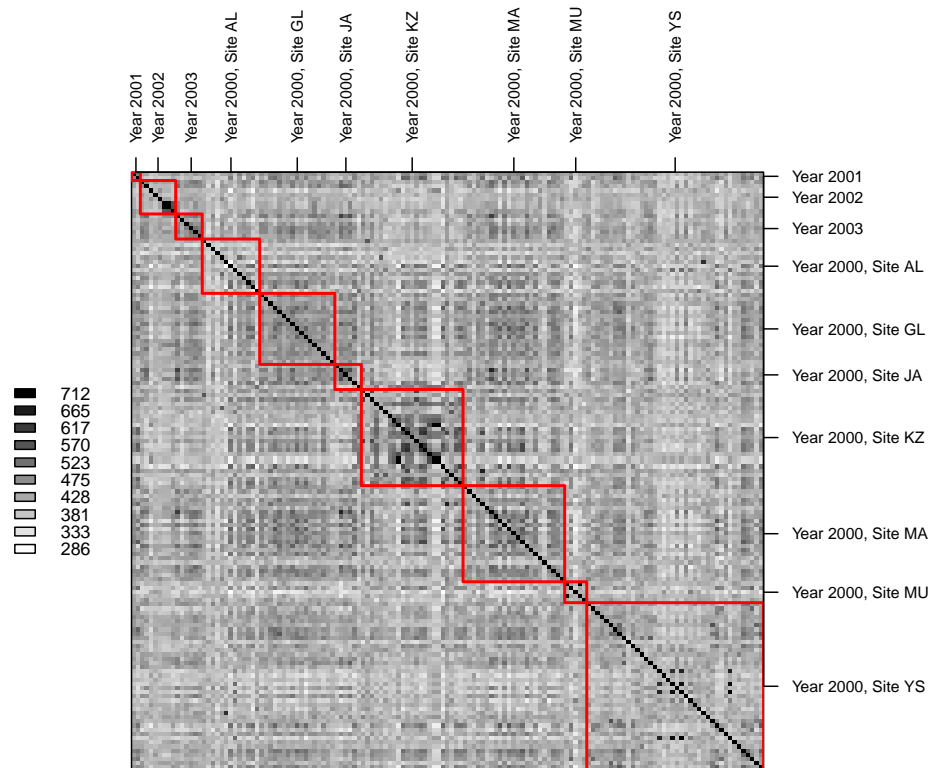 Year 2001
Year 2002
Year 2003
Year 2000, Site AL
Year 2000, Site GL
Year 2000, Site JA
Year 2000, Site KZ
Year 2000, Site MA
Year 2000, Site MU
Year 2000, Site YS
Year 2001
Year 2002
Year 2003
Year 2000, Site AL
Year 2000, Site GL
Year 2000, Site JA
Year 2000, Site KZ
Year 2000, Site MA
Year 2000, Site MU
Year 2000, Site YS
712
665
617
570
523
475
428
381
333
286